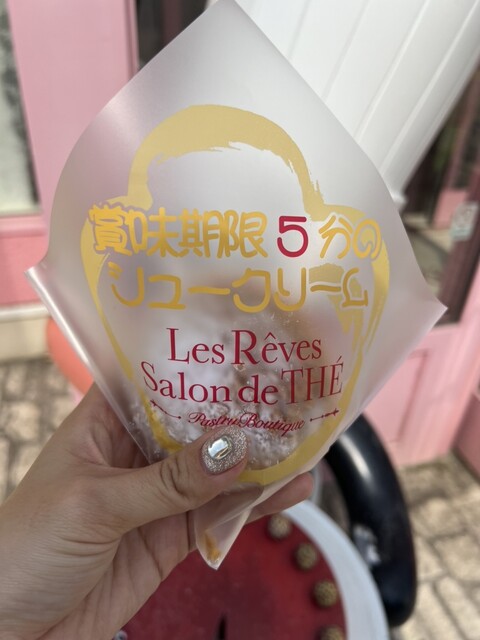 賞味期限5分の
シュークリーム
Les Rêves
Salon de THÉ
Pastry Boutique